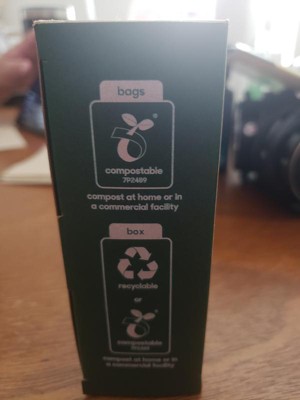 bags
compostable
7P2489
compost at home or in
a commercial facility
box
recyclable
or
compostable
compost at home or in
a commercial facility